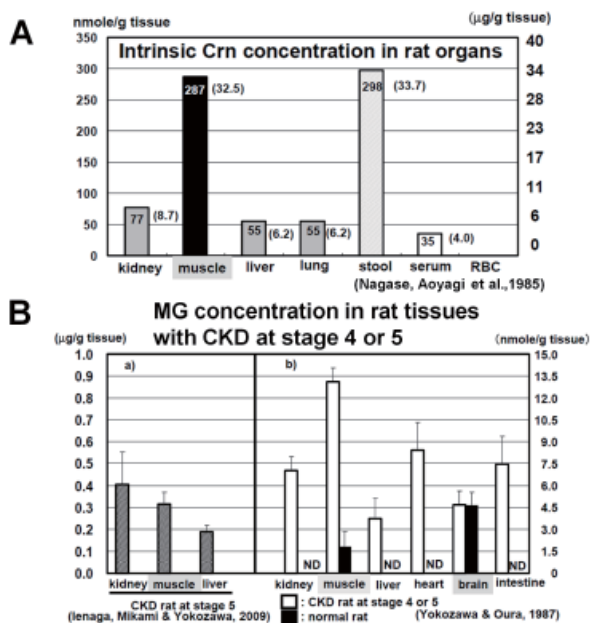 A
nmole/g tissue
(μg/g tissue)
Intrinsic Crn concentration in rat organs
350
300
250
200
150
100
50
0
40
34
28
23
17
11
6
0
287 (32.5)
298 (33.7)
77 (8.7)
55 (6.2)
55 (6.2)
35 (4.0)
kidney muscle liver lung stool serum RBC
(Nagase, Aoyagi et al.,1985)
B
MG concentration in rat tissues
with CKD at stage 4 or 5
(μg/g tissue)
(nmole/g tissue)
a)
b)
1.0
0.9
0.8
0.7
0.6
0.5
0.4
0.3
0.2
0.1
0.0
15.0
13.5
12.0
10.5
9.0
7.5
6.0
4.5
3.0
1.5
0.0
ND ND ND ND
kidney muscle liver
kidney muscle liver heart brain intestine
CKD rat at stage 5
(Ienaga, Mikami & Yokozawa, 2009)
: CKD rat at stage 4 or 5
: normal rat
(Yokozawa & Oura, 1987)